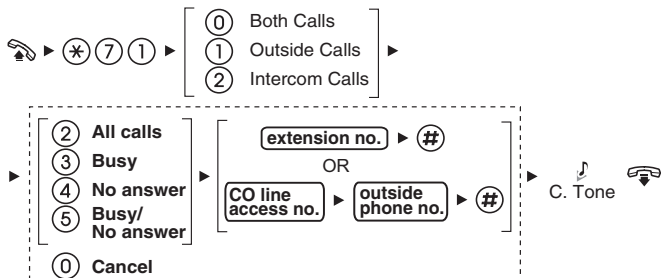 * 7 1
0 Both Calls
1 Outside Calls
2 Intercom Calls
2 All calls
3 Busy
4 No answer
5 Busy/
No answer
0 Cancel
extension no. #
OR
CO line
access no.
outside
phone no.
#
C. Tone